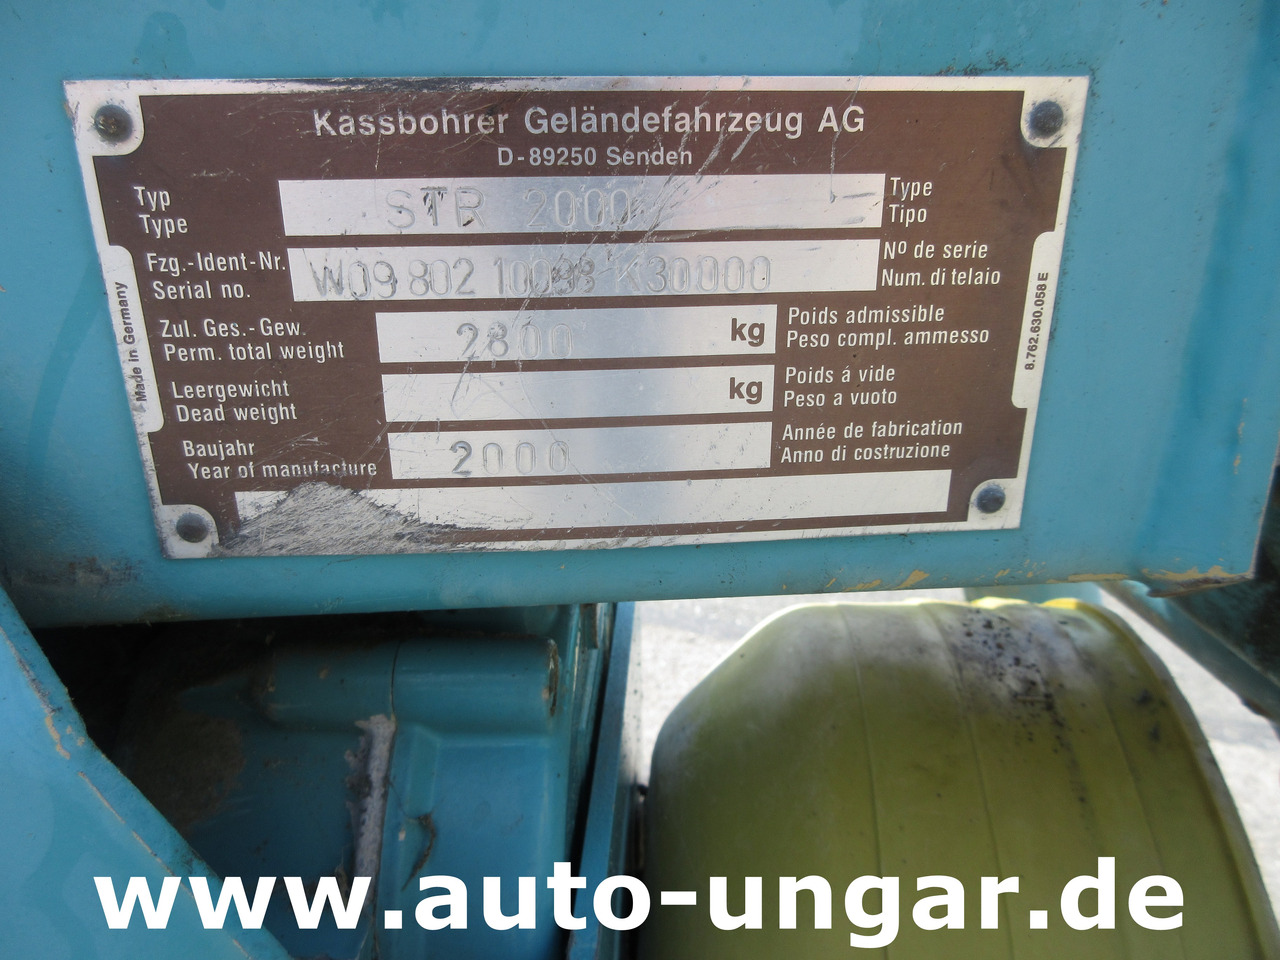 Kässbohrer Geländefahrzeug AG
D-89250 Senden
Typ
Type
STR 2000
Type
Tipo
Fzg.-Ident-Nr.
Serial no.
W09 802 10098 K30000
Nº de serie
Num. di telaio
Zul. Ges.-Gew.
Perm. total weight
2800 kg
Poids admissible
Peso compl. ammesso
Leergewicht
Dead weight
kg
Poids á vide
Peso a vuoto
Baujahr
Year of manufacture
2000
Année de fabrication
Anno di costruzione
Made in Germany
8.762.630.058 E
www.auto-ungar.de